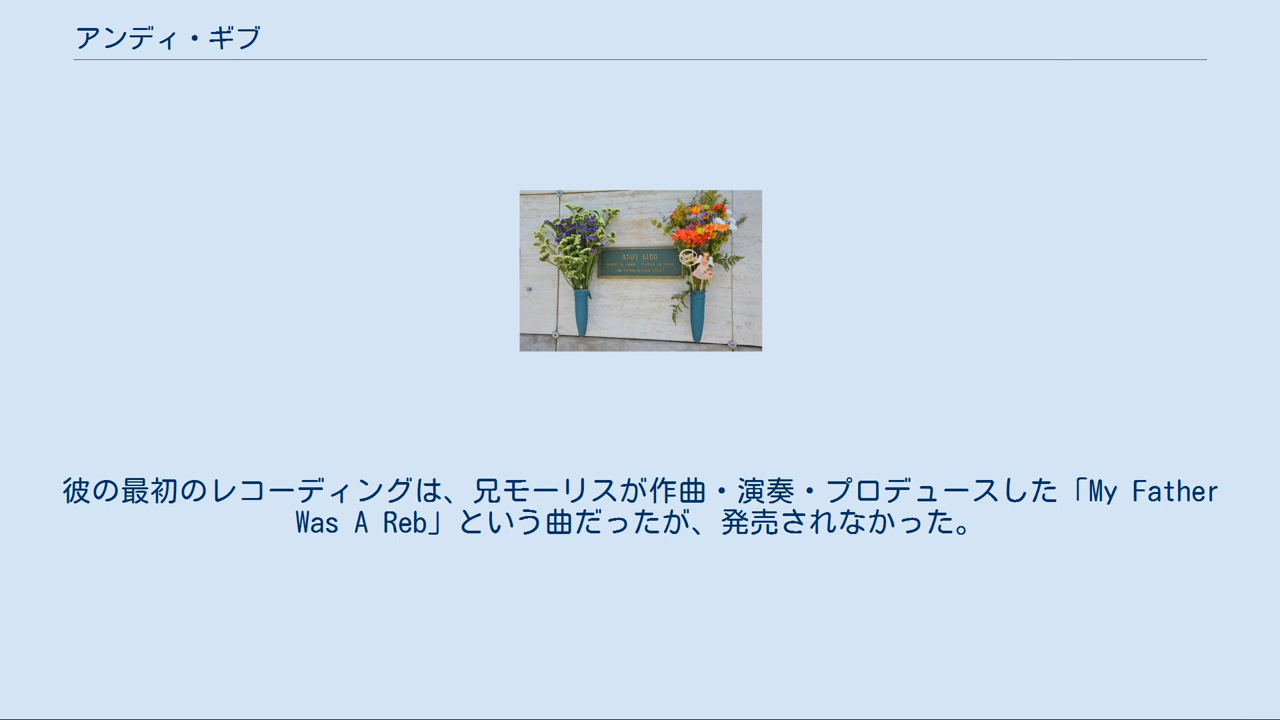 アンディ・ギブ
ANDY GIBB
彼の最初のレコーディングは、兄モーリスが作曲・演奏・プロデュースした「My Father
Was A Reb」という曲だったが、発売されなかった。